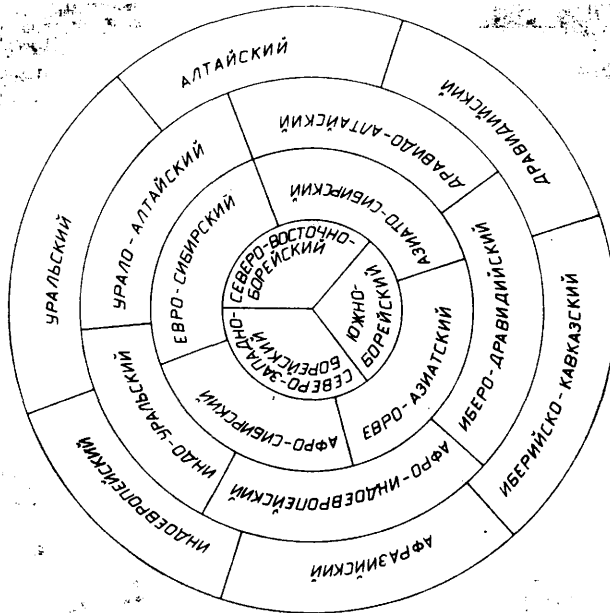 АЛТАЙСКИЙ
ДРАВИДИЙСКИЙ
ИБЕРИЙСКО-КАВКАЗСКИЙ
АФРАЗИЙСКИЙ
ИНДОЕВРОПЕЙСКИЙ
УРАЛЬСКИЙ
ДРАВИДО-АЛТАЙСКИЙ
ИБЕРО-ДРАВИДИЙСКИЙ
АФРО-ИНДОЕВРОПЕЙСКИЙ
ИНДО-УРАЛЬСКИЙ
УРАЛО-АЛТАЙСКИЙ
АЗИАТО-СИБИРСКИЙ
ЕВРО-АЗИАТСКИЙ
АФРО-СИБИРСКИЙ
ЕВРО-СИБИРСКИЙ
СЕВЕРО-ВОСТОЧНО-
БОРЕЙСКИЙ
ЮЖНО-
БОРЕЙСКИЙ
СЕВЕРО-ЗАПАДНО-
БОРЕЙСКИЙ